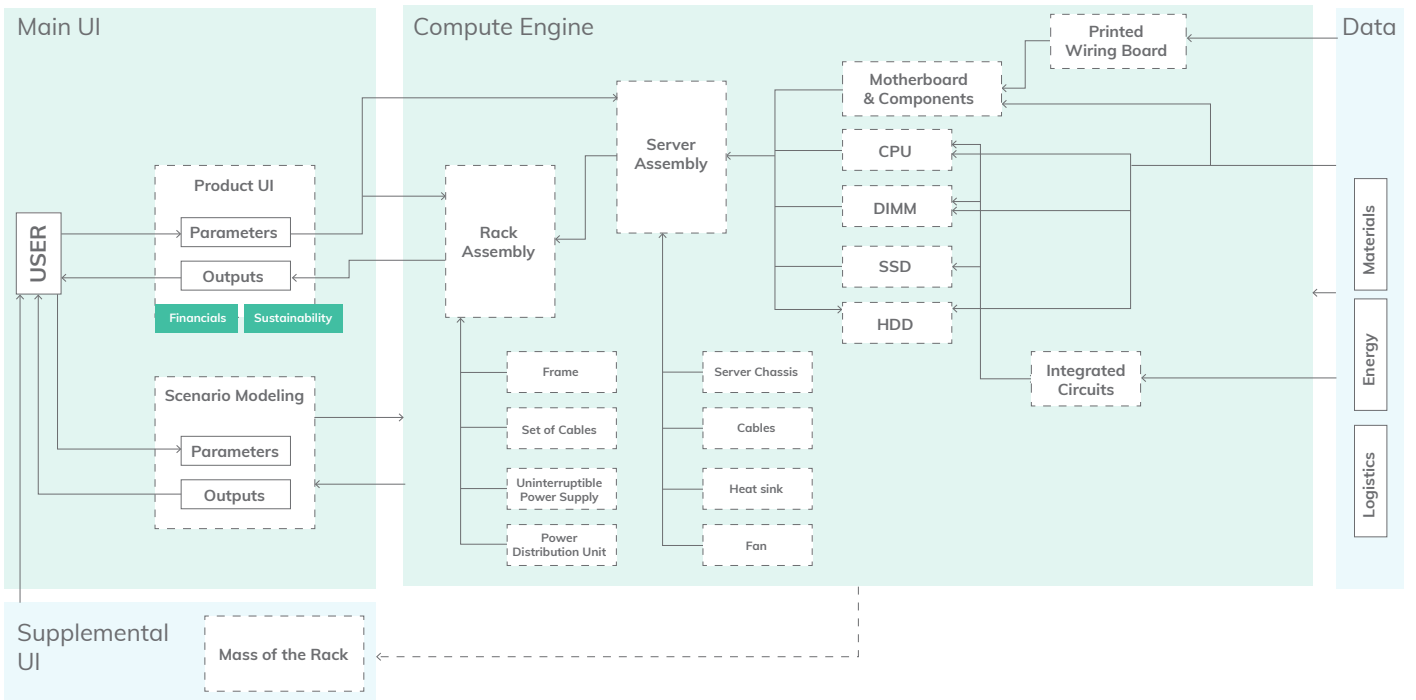 Main UI
USER
Product UI
Parameters
Outputs
Financials
Sustainability
Scenario Modeling
Parameters
Outputs
Compute Engine
Rack
Assembly
Frame
Set of Cables
Uninterruptible
Power Supply
Power
Distribution Unit
Server
Assembly
Server Chassis
Cables
Heat sink
Fan
Printed
Wiring Board
Motherboard
& Components
CPU
DIMM
SSD
HDD
Integrated
Circuits
Data
Materials
Energy
Logistics
Supplemental
UI
Mass of the Rack